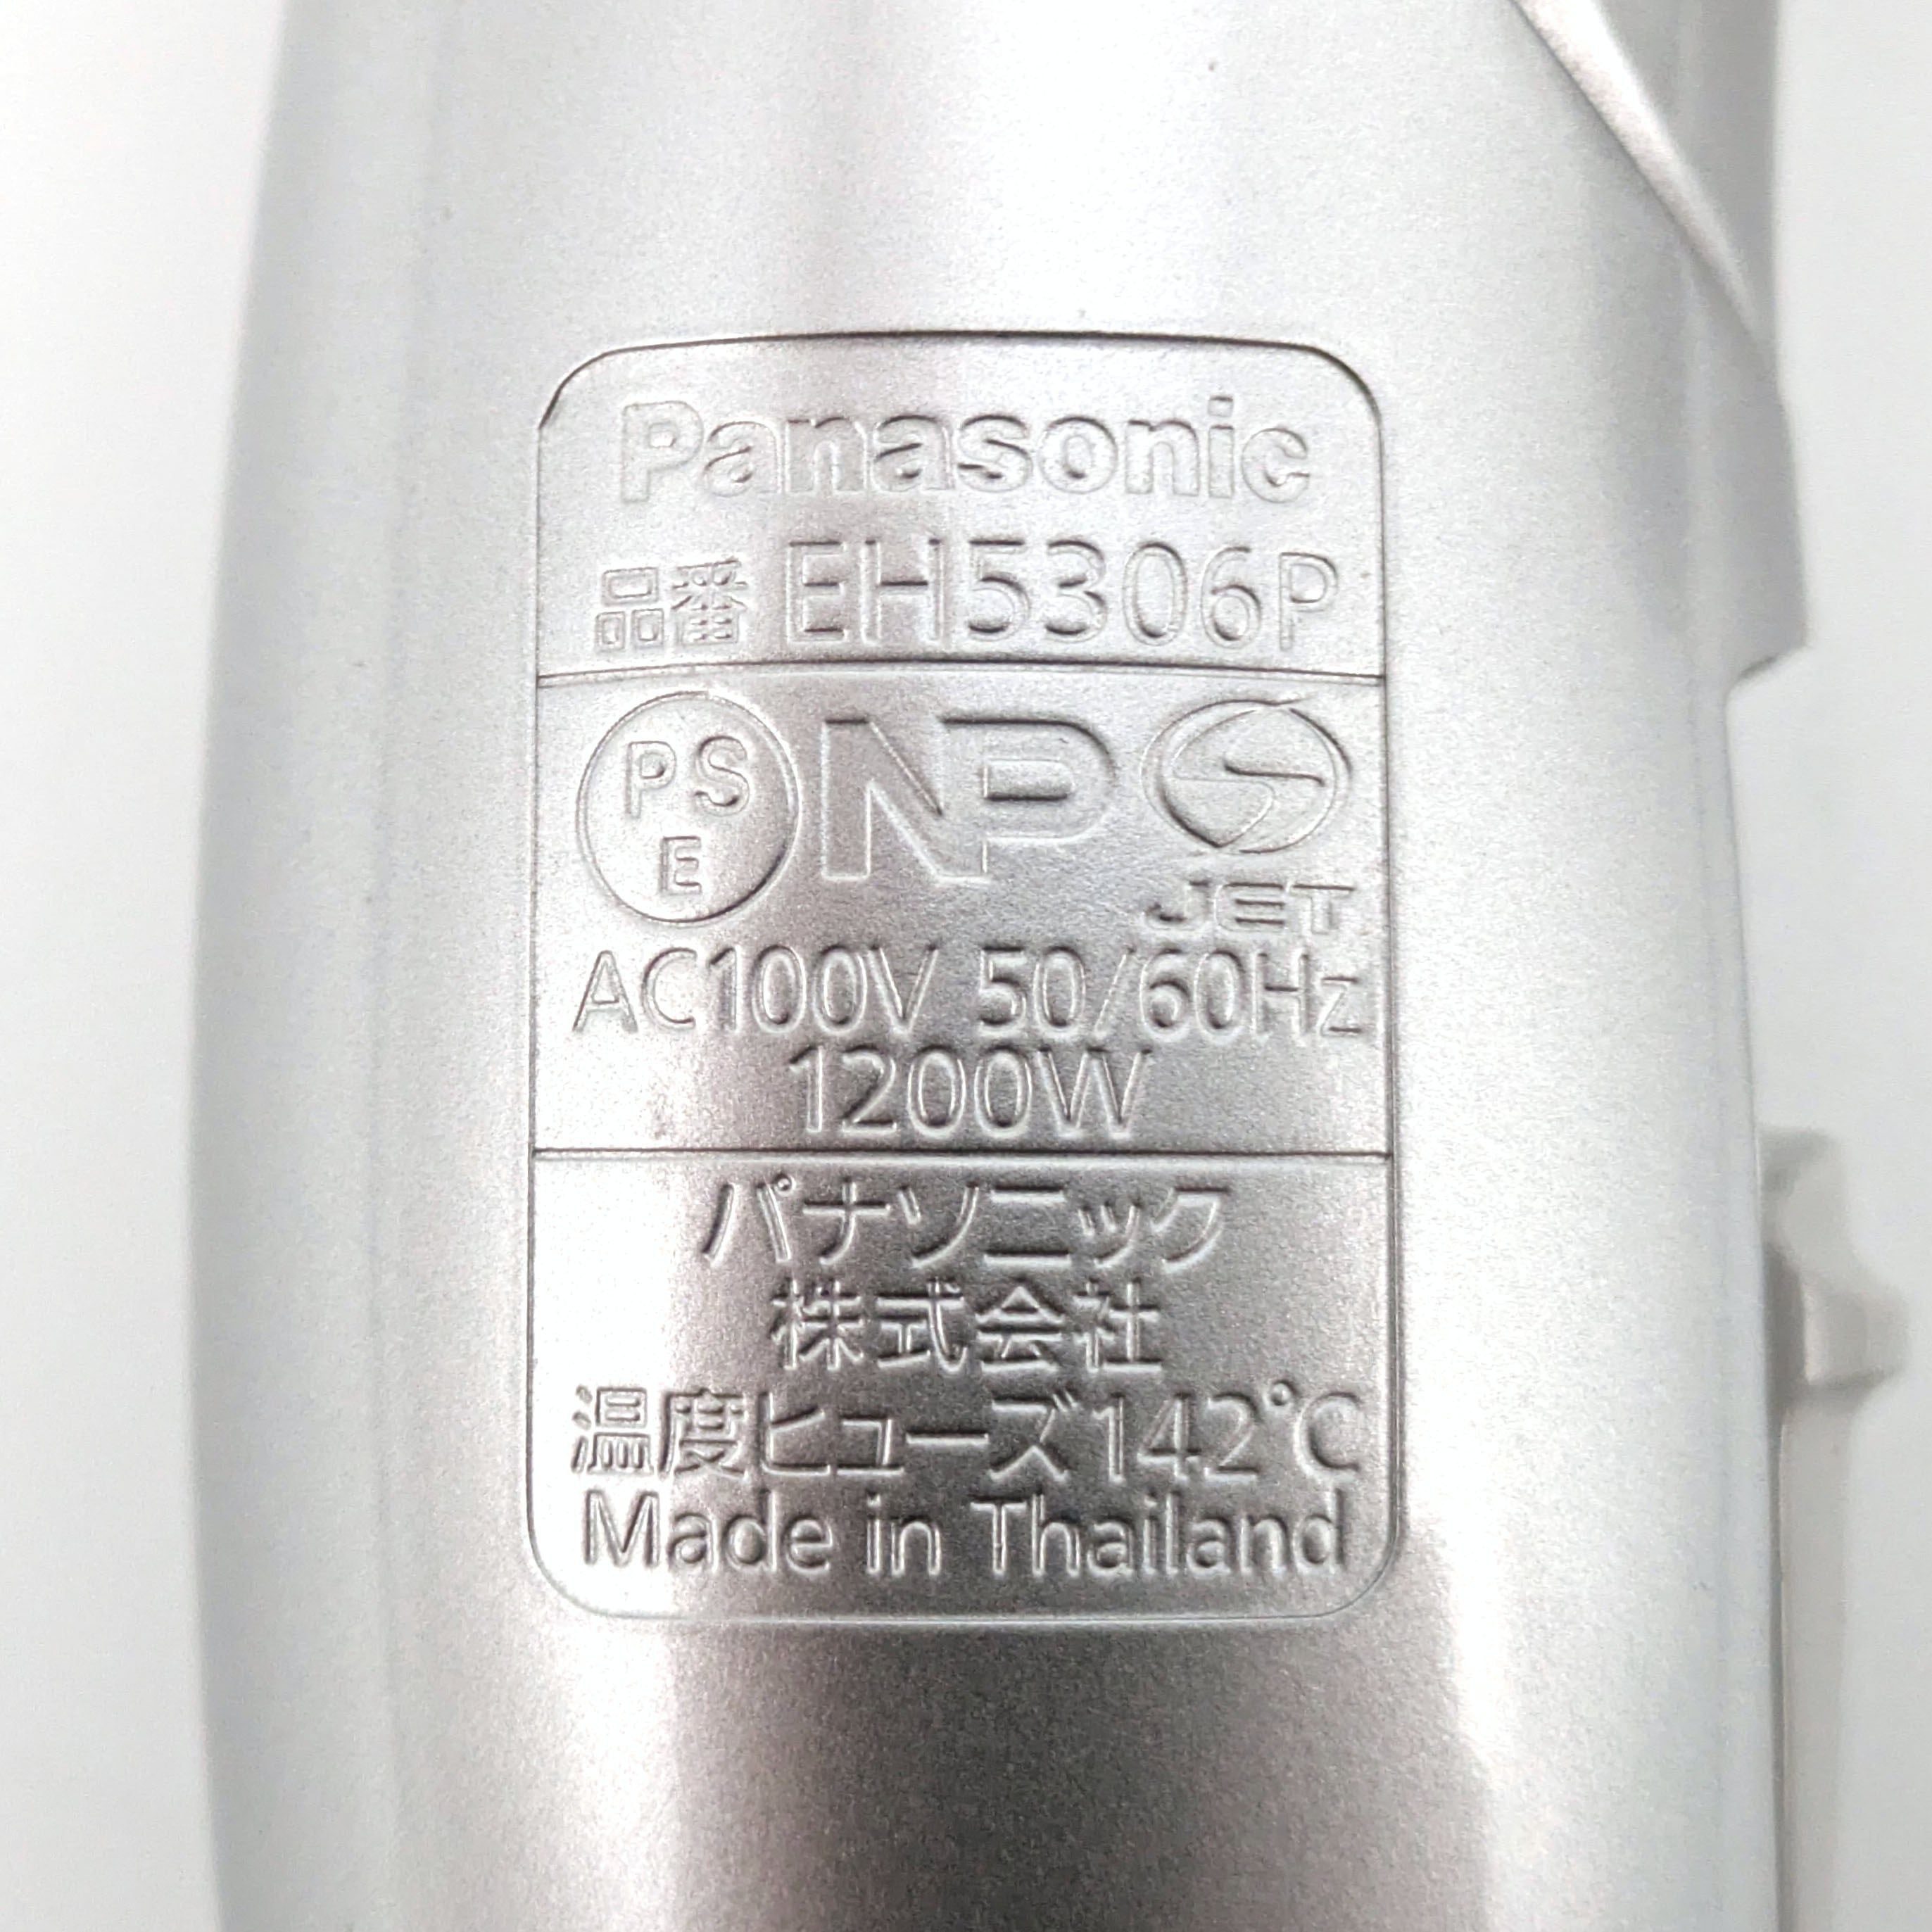 Panasonic
品番 EH5306P
PS
E
NP
JET
AC100V 50/60Hz
1200W
パナソニック
株式会社
温度ヒューズ142℃
Made in Thailand